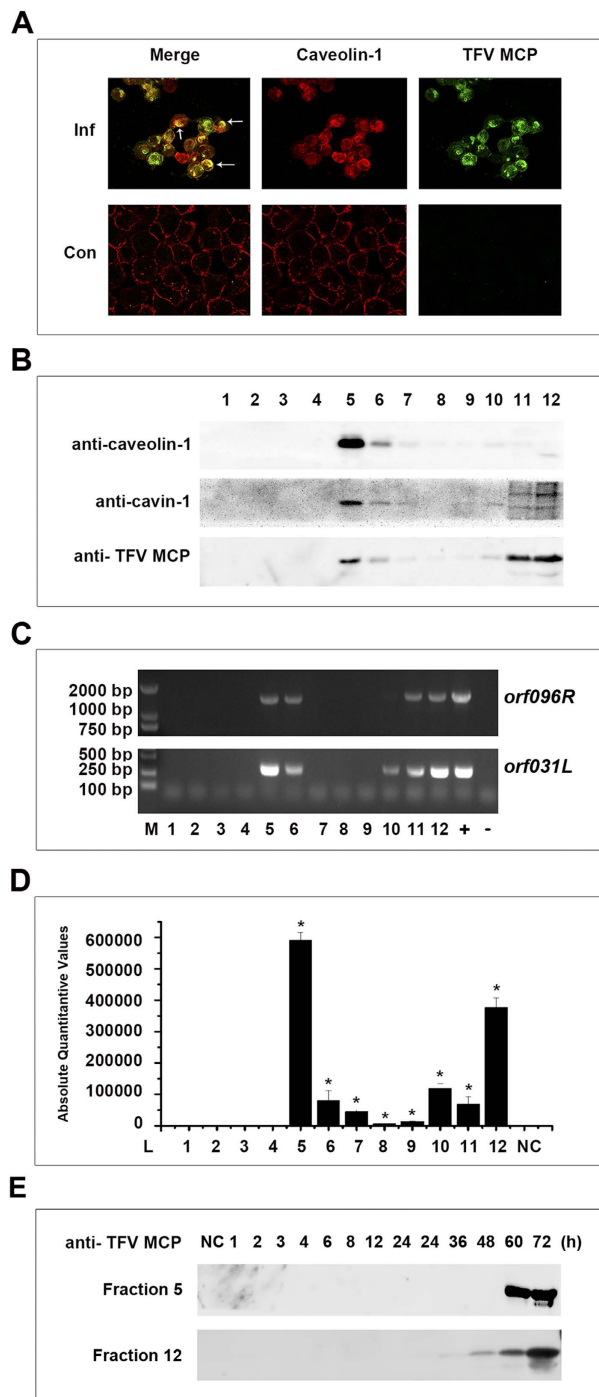 A
Merge Caveolin-1 TFV MCP
Inf
Con
B
1 2 3 4 5 6 7 8 9 10 11 12
anti-caveolin-1
anti-cavin-1
anti- TFV MCP
C
2000 bp
1000 bp
750 bp
orf096R
500 bp
250 bp
100 bp
orf031L
M 1 2 3 4 5 6 7 8 9 10 11 12 + -
D
Absolute Quantitantive Values
600000
500000
400000
300000
200000
100000
0
* * * * * * * *
L 1 2 3 4 5 6 7 8 9 10 11 12 NC
E
anti- TFV MCP NC 1 2 3 4 6 8 12 24 24 36 48 60 72 (h)
Fraction 5
Fraction 12